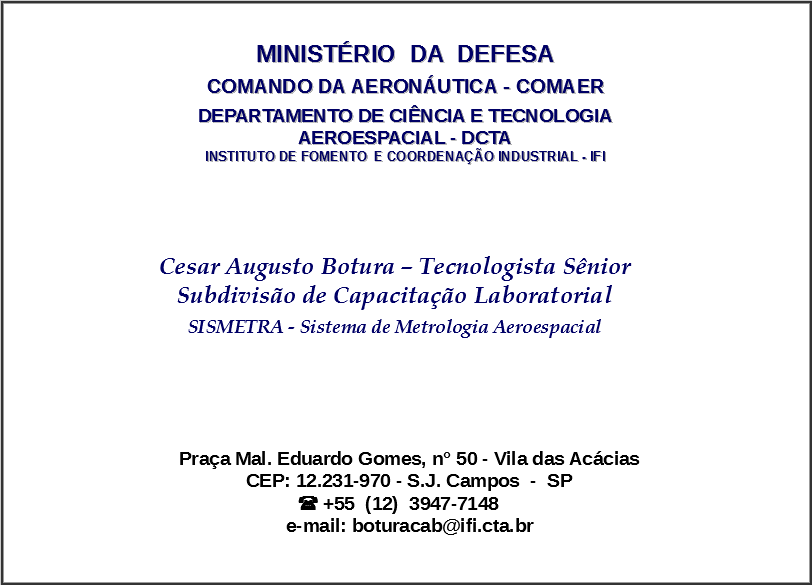 MINISTÉRIO DA DEFESA
COMANDO DA AERONÁUTICA - COMAER
DEPARTAMENTO DE CIÊNCIA E TECNOLOGIA
AEROESPACIAL - DCTA
INSTITUTO DE FOMENTO E COORDENAÇÃO INDUSTRIAL - IFI
Cesar Augusto Botura – Tecnologista Sênior
Subdivisão de Capacitação Laboratorial
SISMETRA - Sistema de Metrologia Aeroespacial
Praça Mal. Eduardo Gomes, nº 50 - Vila das Acácias
CEP: 12.231-970 - S.J. Campos - SP
☎ +55 (12) 3947-7148
e-mail: boturacab@ifi.cta.br